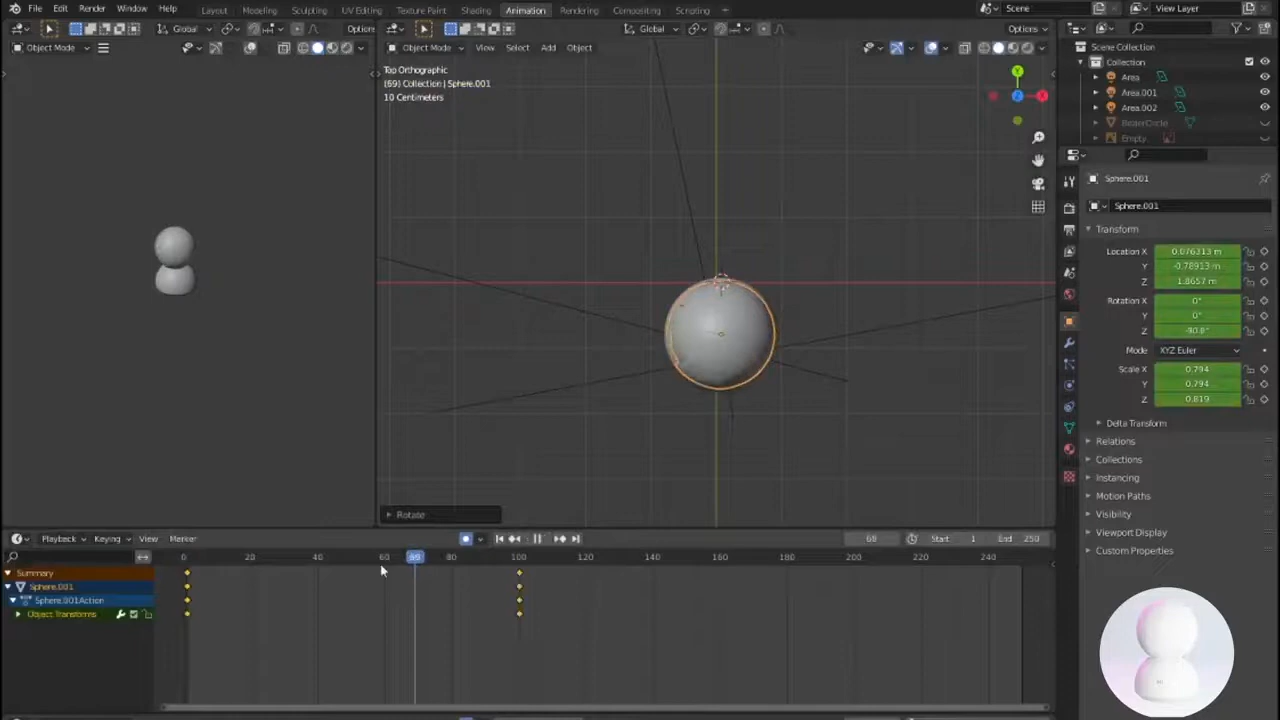 File Edit Render Window Help Layout Modeling Sculpting UV Editing Texture Paint Shading Animation Rendering Compositing Scripting Scene View Layer
Global Options Global Options
Object Mode Object Mode View Select Add Object
Top Orthographic
(69) Collection | Sphere.001
10 Centimeters
Y
Z
X
Scene Collection
Collection
Area
Area.001
Area.002
BezierCircle
Empty
Sphere.001
Sphere.001
Transform
Location X 0.076313 m
Y -0.78913 m
Z 1.8657 m
Rotation X 0°
Y 0°
Mode XYZ Euler
Scale X 0.794
Y 0.794
Z 0.819
Delta Transform
Relations
Collections
Instancing
Motion Paths
Visibility
Viewport Display
Custom Properties
Rotate
Playback Keying View Marker 69 Start 1 End 250
0 20 40 60 69 80 100 120 140 160 180 200 220 240
Summary
Sphere.001
Sphere.001Action
Object Transforms